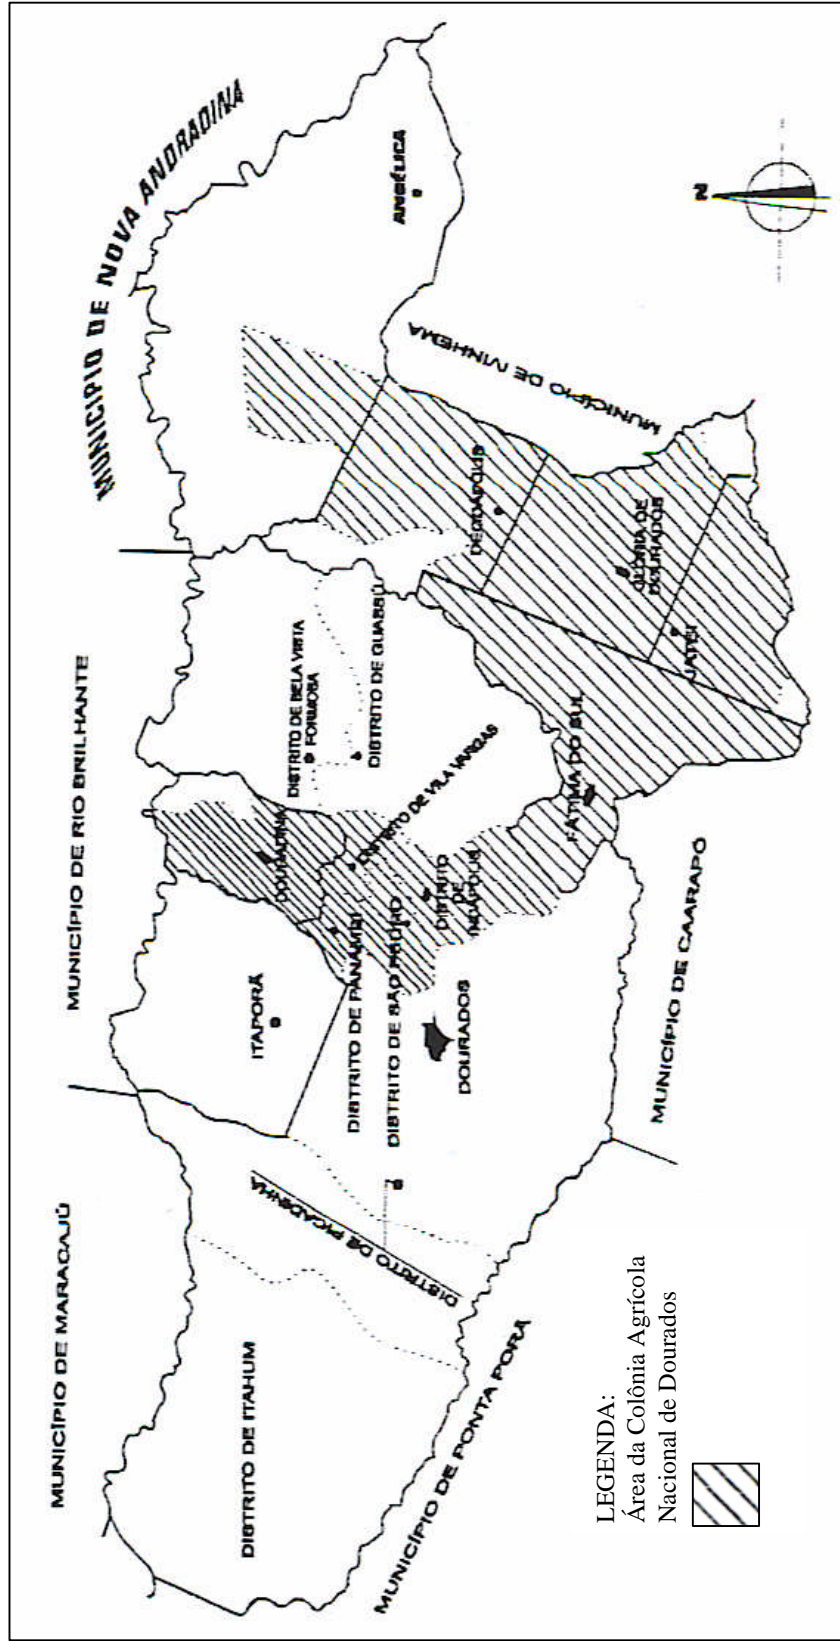 MUNICÍPIO DE MARACAJÚ
MUNICÍPIO DE RIO BRILHANTE
MUNICIPIO DE NOVA ANDRADINA
DISTRITO DE ITAHUM
DISTRITO DE PICADINHA
ITAPORÃ
DISTRITO DE PANAMBI
DISTRITO DE SÃO PEDRO
DOURADOS
DOURADINA
DISTRITO DE VILA VARGAS
DISTRITO
DE
INDÁPOLIS
DISTRITO DE BELA VISTA
FORMOSA
DISTRITO DE GUASSÚ
FÁTIMA DO SUL
DEODÁPOLIS
GLÓRIA DE
DOURADOS
JATEÍ
ANGÉLICA
MUNICÍPIO DE IVINHEMA
MUNICÍPIO DE PONTA PORÃ
MUNICÍPIO DE CAARAPÓ
N
LEGENDA:
Área da Colônia Agrícola
Nacional de Dourados